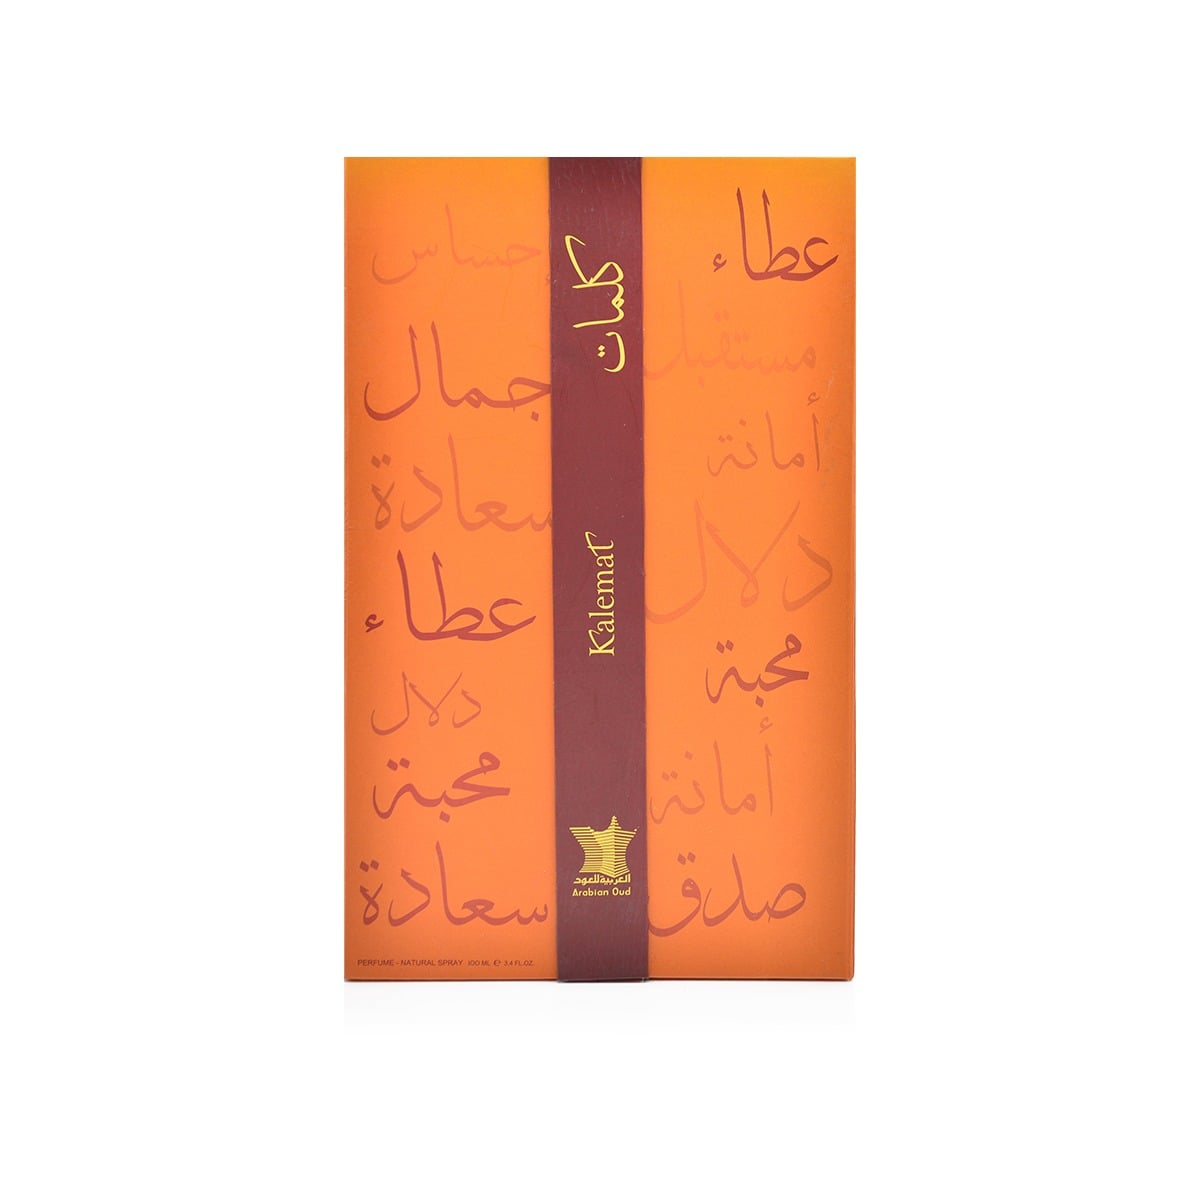 إحساس
جمال
سعادة
عطاء
دلال
محبة
سعادة
PERFUME - NATURAL SPRAY 100 ML ℮ 3,4 FL.OZ.
كلمات
Kalemat
العربية للعود
Arabian Oud
عطاء
مستقبل
أمانة
دلال
محبة
أمانة
صدق